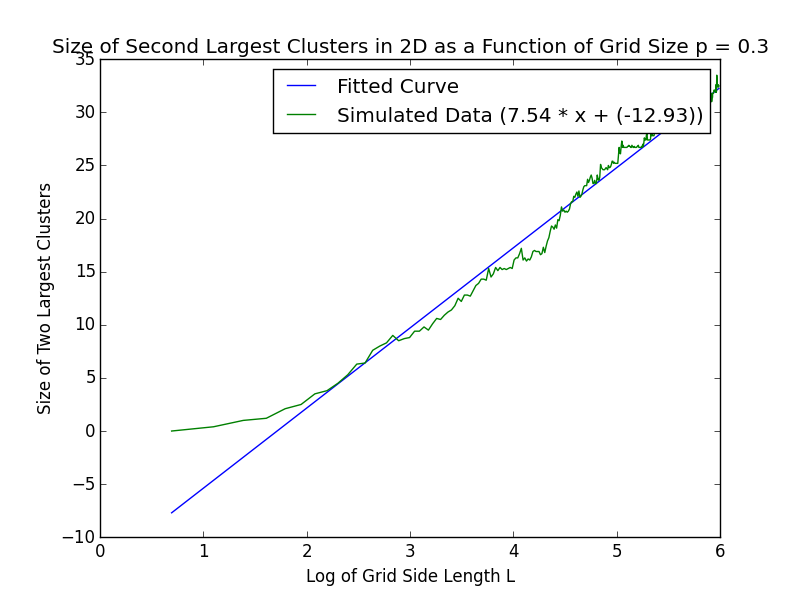 Size of Second Largest Clusters in 2D as a Function of Grid Size p = 0.3
35
30
25
20
15
10
5
0
−5
−10
Size of Two Largest Clusters
Fitted Curve
Simulated Data (7.54 * x + (-12.93))
0 1 2 3 4 5 6
Log of Grid Side Length L